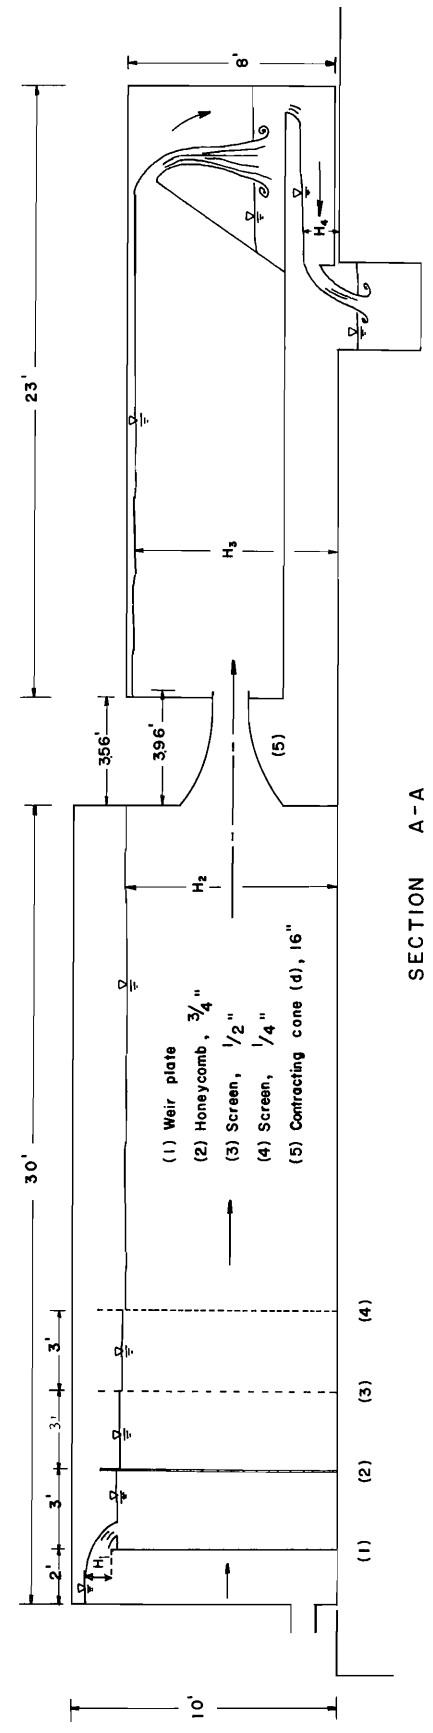 10'
30'
2'
3'
3'
3'
H₁
(1)
(2)
(3)
(4)
(1) Weir plate
(2) Honeycomb, 3/4"
(3) Screen, 1/2"
(4) Screen, 1/4"
(5) Contracting cone (d), 16"
H₂
3.56'
3.96'
(5)
23'
H₃
H₄
8'
SECTION A-A